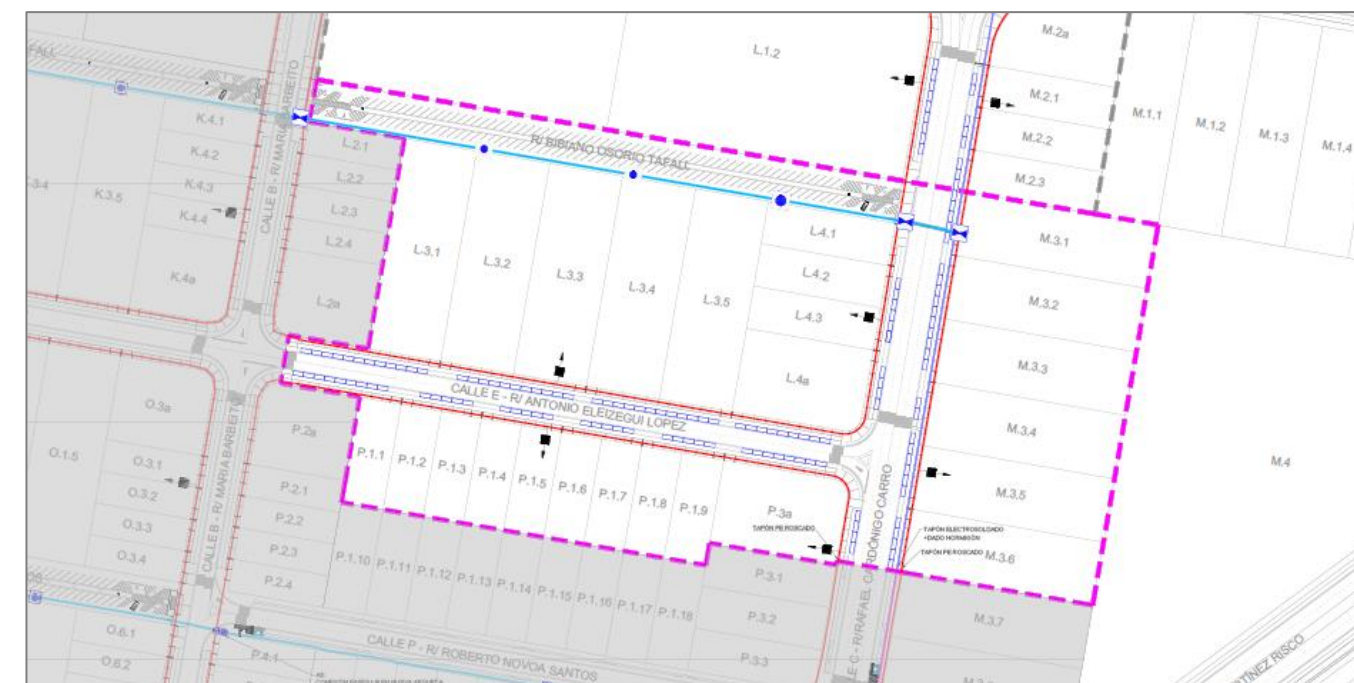 L.1.2
M.2a
M.2.1
M.2.2
M.2.3
M.1.1
M.1.2
M.1.3
M.1.4
K.4.1
K.4.2
K.4.3
K.4.4
K.4a
K.3.5
L.2.1
L.2.2
L.2.3
L.2.4
L.2a
R/ BIBIANO OSORIO TAFALL
L.3.1
L.3.2
L.3.3
L.3.4
L.3.5
L.4.1
L.4.2
L.4.3
L.4a
M.3.1
M.3.2
M.3.3
M.3.4
M.3.5
M.3.6
M.3.7
M.4
CALLE E - R/ ANTONIO ELEIZEGUI LOPEZ
O.3a
O.1.5
O.3.1
O.3.2
O.3.3
O.3.4
O.6.1
O.6.2
CALLE B - R/ MARIA BARBEITO
P.2a
P.2.1
P.2.2
P.2.3
P.2.4
P.4.1
P.1.1
P.1.2
P.1.3
P.1.4
P.1.5
P.1.6
P.1.7
P.1.8
P.1.9
P.3a
TAPÓN PE ROSCADO
TAPÓN ELECTROSOLDADO
+DADO HORMIGÓN
TAPÓN PE ROSCADO
P.1.10
P.1.11
P.1.12
P.1.13
P.1.14
P.1.15
P.1.16
P.1.17
P.1.18
P.3.1
P.3.2
P.3.3
CALLE P - R/ ROBERTO NOVOA SANTOS
R/RAFAEL CARDÓNIGO CARRO